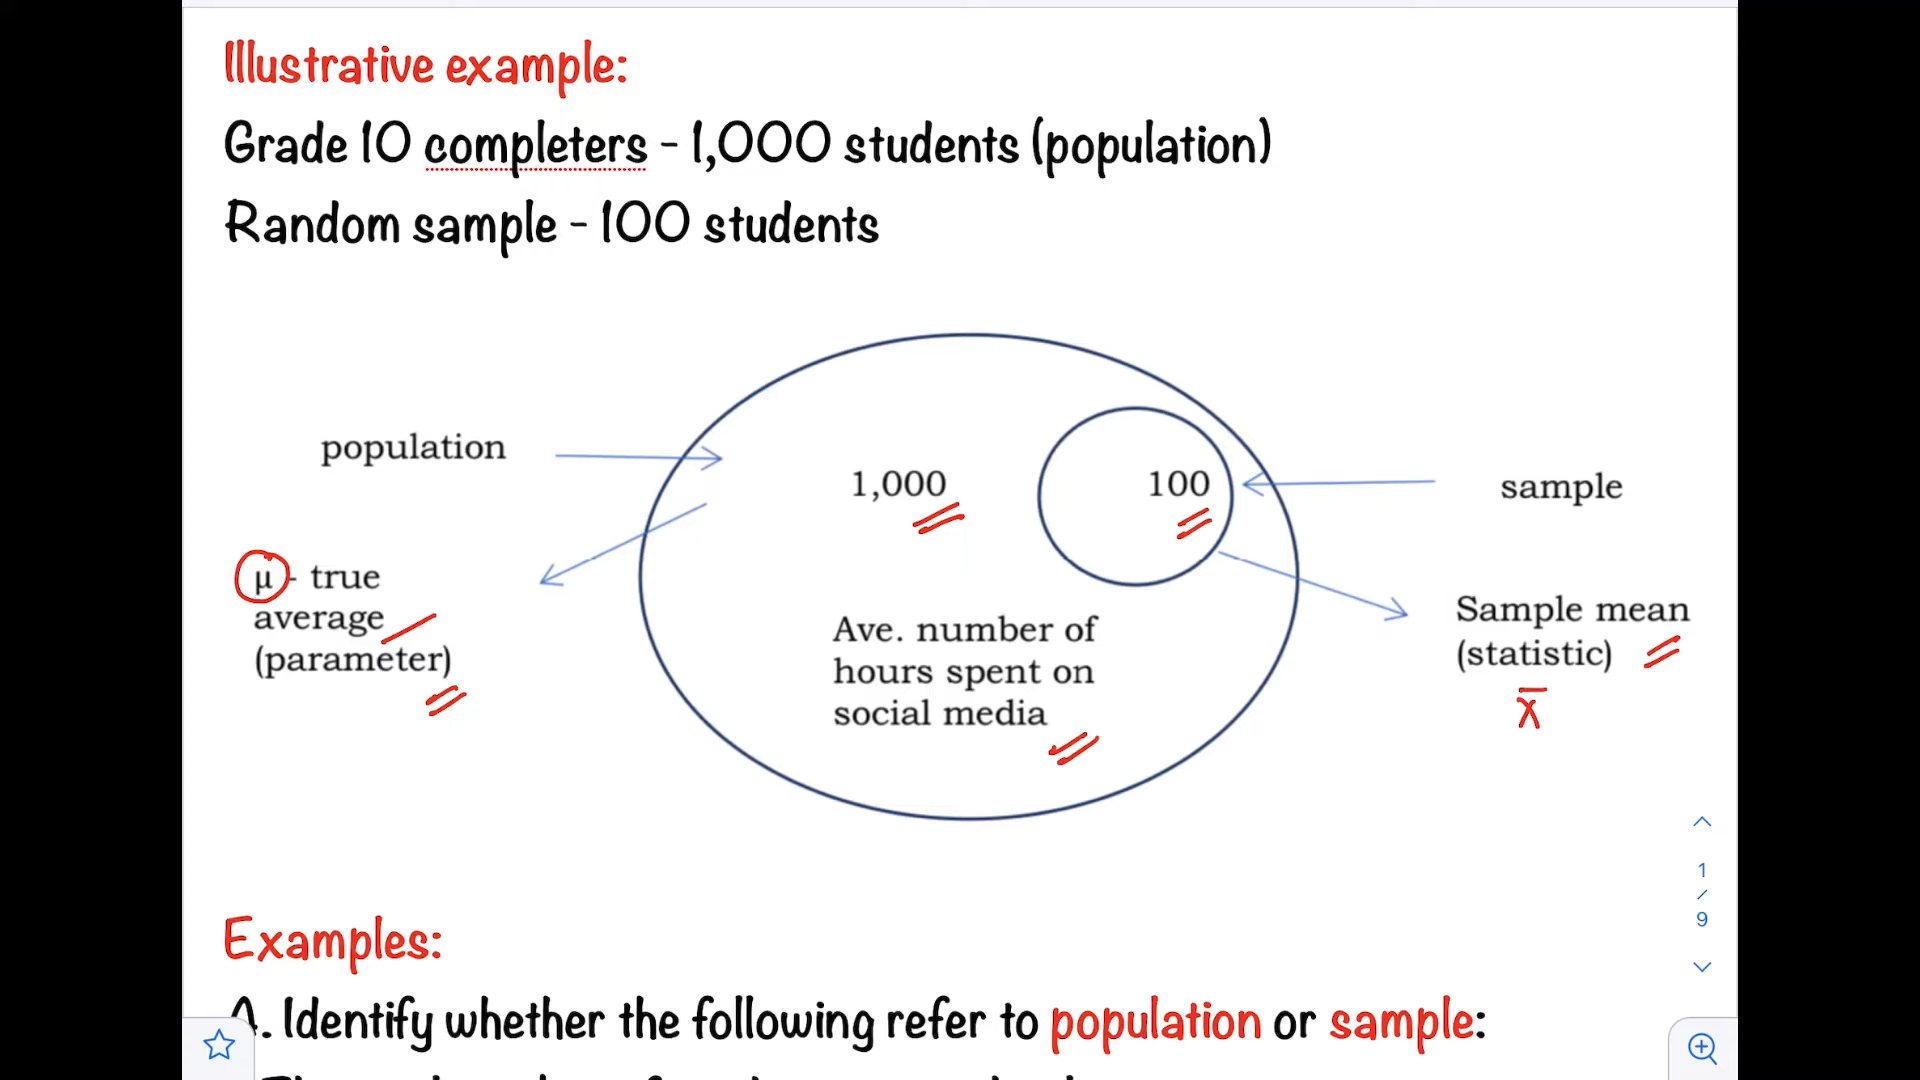 Illustrative example:
Grade 10 completers - 1,000 students (population)
Random sample - 100 students
population
1,000
100
sample
μ - true
average
(parameter)
Ave. number of
hours spent on
social media
Sample mean
(statistic)
x̄
1
/
9
Examples:
A. Identify whether the following refer to population or sample: